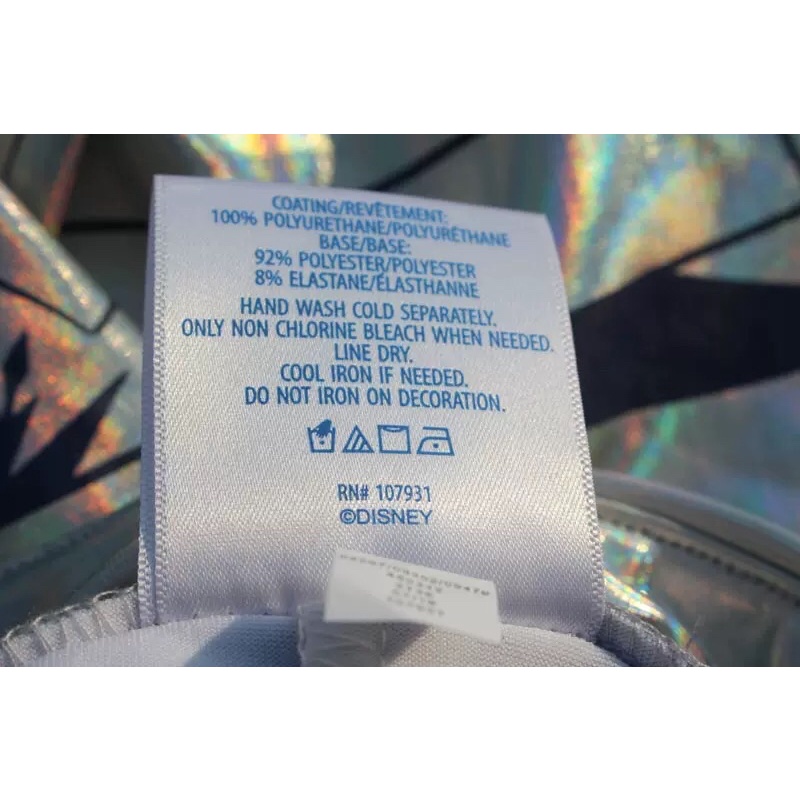 COATING/REVÊTEMENT:
100% POLYURETHANE/POLYURÉTHANE
BASE/BASE:
92% POLYESTER/POLYESTER
8% ELASTANE/ÉLASTHANNE
HAND WASH COLD SEPARATELY.
ONLY NON CHLORINE BLEACH WHEN NEEDED.
LINE DRY.
COOL IRON IF NEEDED.
DO NOT IRON ON DECORATION.
RN# 107931
©DISNEY